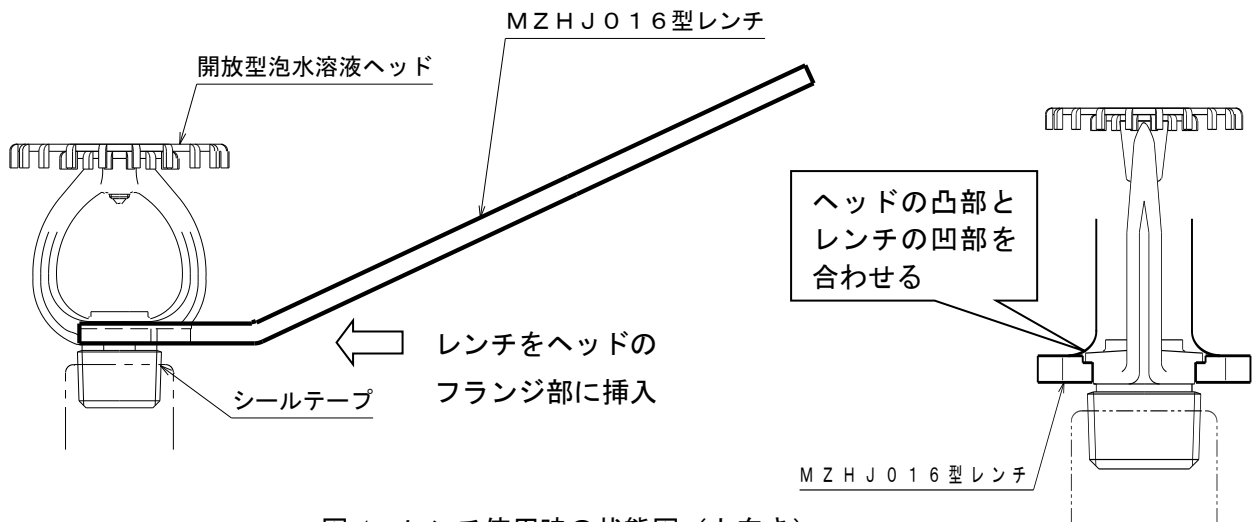 MZHJ016型レンチ
開放型泡水溶液ヘッド
ヘッドの凸部と
レンチの凹部を
合わせる
レンチをヘッドの
フランジ部に挿入
シールテープ
MZHJ016型レンチ